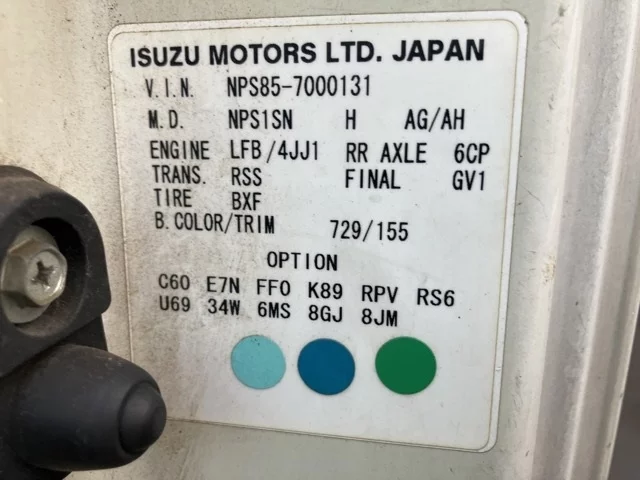 ISUZU MOTORS LTD. JAPAN
V.I.N. NPS85-7000131
M.D. NPS1SN H AG/AH
ENGINE LFB/4JJ1 RR AXLE 6CP
TRANS. RSS FINAL GV1
TIRE BXF
B.COLOR/TRIM 729/155
OPTION
C60 E7N FF0 K89 RPV RS6
U69 34W 6MS 8GJ 8JM